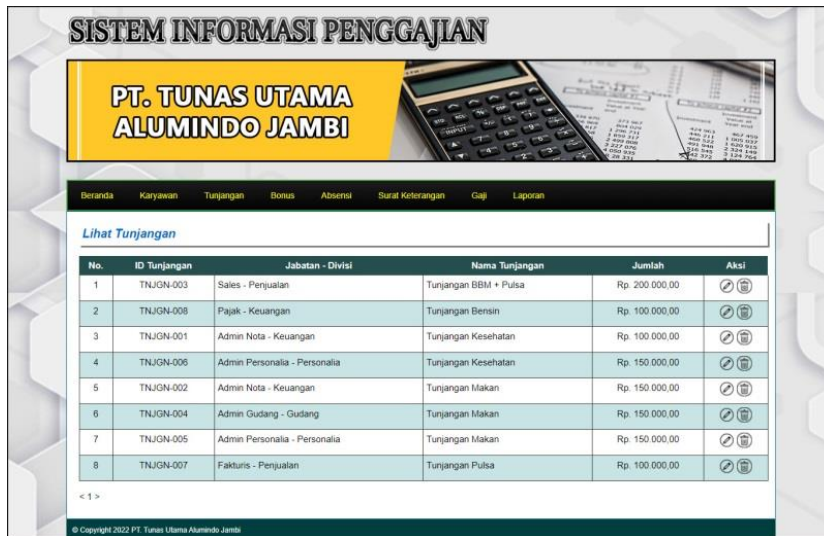 SISTEM INFORMASI PENGGAJIAN
PT. TUNAS UTAMA
ALUMINDO JAMBI
Beranda Karyawan Tunjangan Bonus Absensi Surat Keterangan Gaji Laporan
Lihat Tunjangan
No. ID Tunjangan Jabatan - Divisi Nama Tunjangan Jumlah Aksi
1 TNJGN-003 Sales - Penjualan Tunjangan BBM + Pulsa Rp. 200.000,00
2 TNJGN-008 Pajak - Keuangan Tunjangan Bensin Rp. 100.000,00
3 TNJGN-001 Admin Nota - Keuangan Tunjangan Kesehatan Rp. 100.000,00
4 TNJGN-006 Admin Personalia - Personalia Tunjangan Kesehatan Rp. 150.000,00
5 TNJGN-002 Admin Nota - Keuangan Tunjangan Makan Rp. 150.000,00
6 TNJGN-004 Admin Gudang - Gudang Tunjangan Makan Rp. 150.000,00
7 TNJGN-005 Admin Personalia - Personalia Tunjangan Makan Rp. 150.000,00
8 TNJGN-007 Fakturis - Penjualan Tunjangan Pulsa Rp. 100.000,00
< 1 >
© Copyright 2022 PT. Tunas Utama Alumindo Jambi